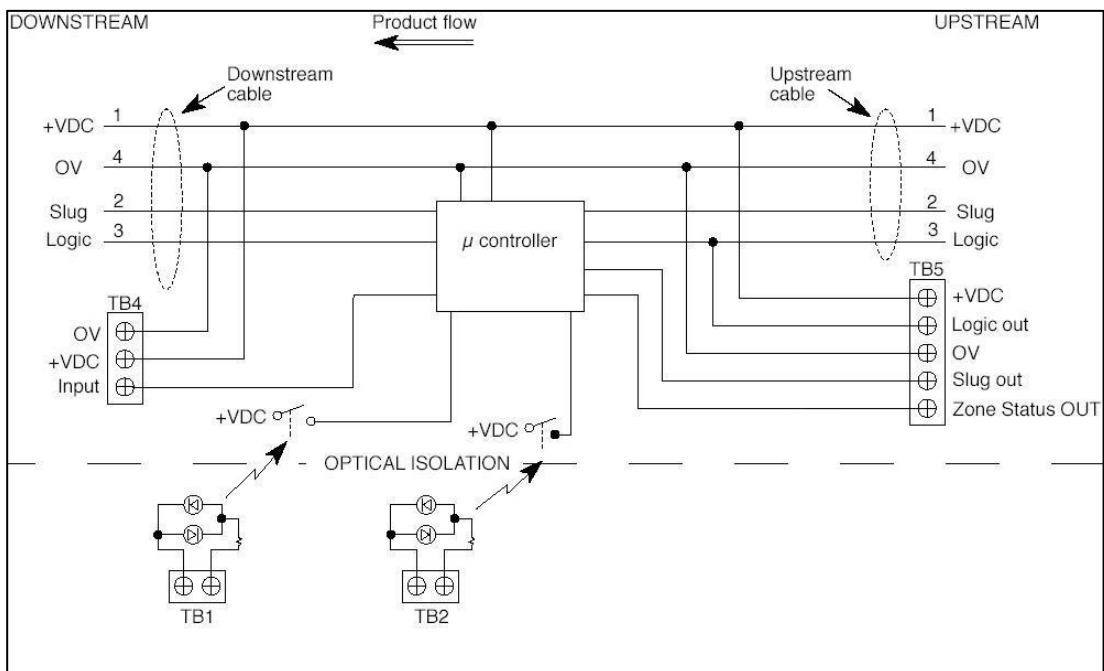 DOWNSTREAM
Product flow
UPSTREAM
Downstream
cable
Upstream
cable
+VDC 1
1 +VDC
OV 4
4 OV
Slug 2
2 Slug
Logic 3
3 Logic
µ controller
TB4
OV
+VDC
Input
TB5
+VDC
Logic out
OV
Slug out
Zone Status OUT
+VDC
+VDC
OPTICAL ISOLATION
TB1
TB2